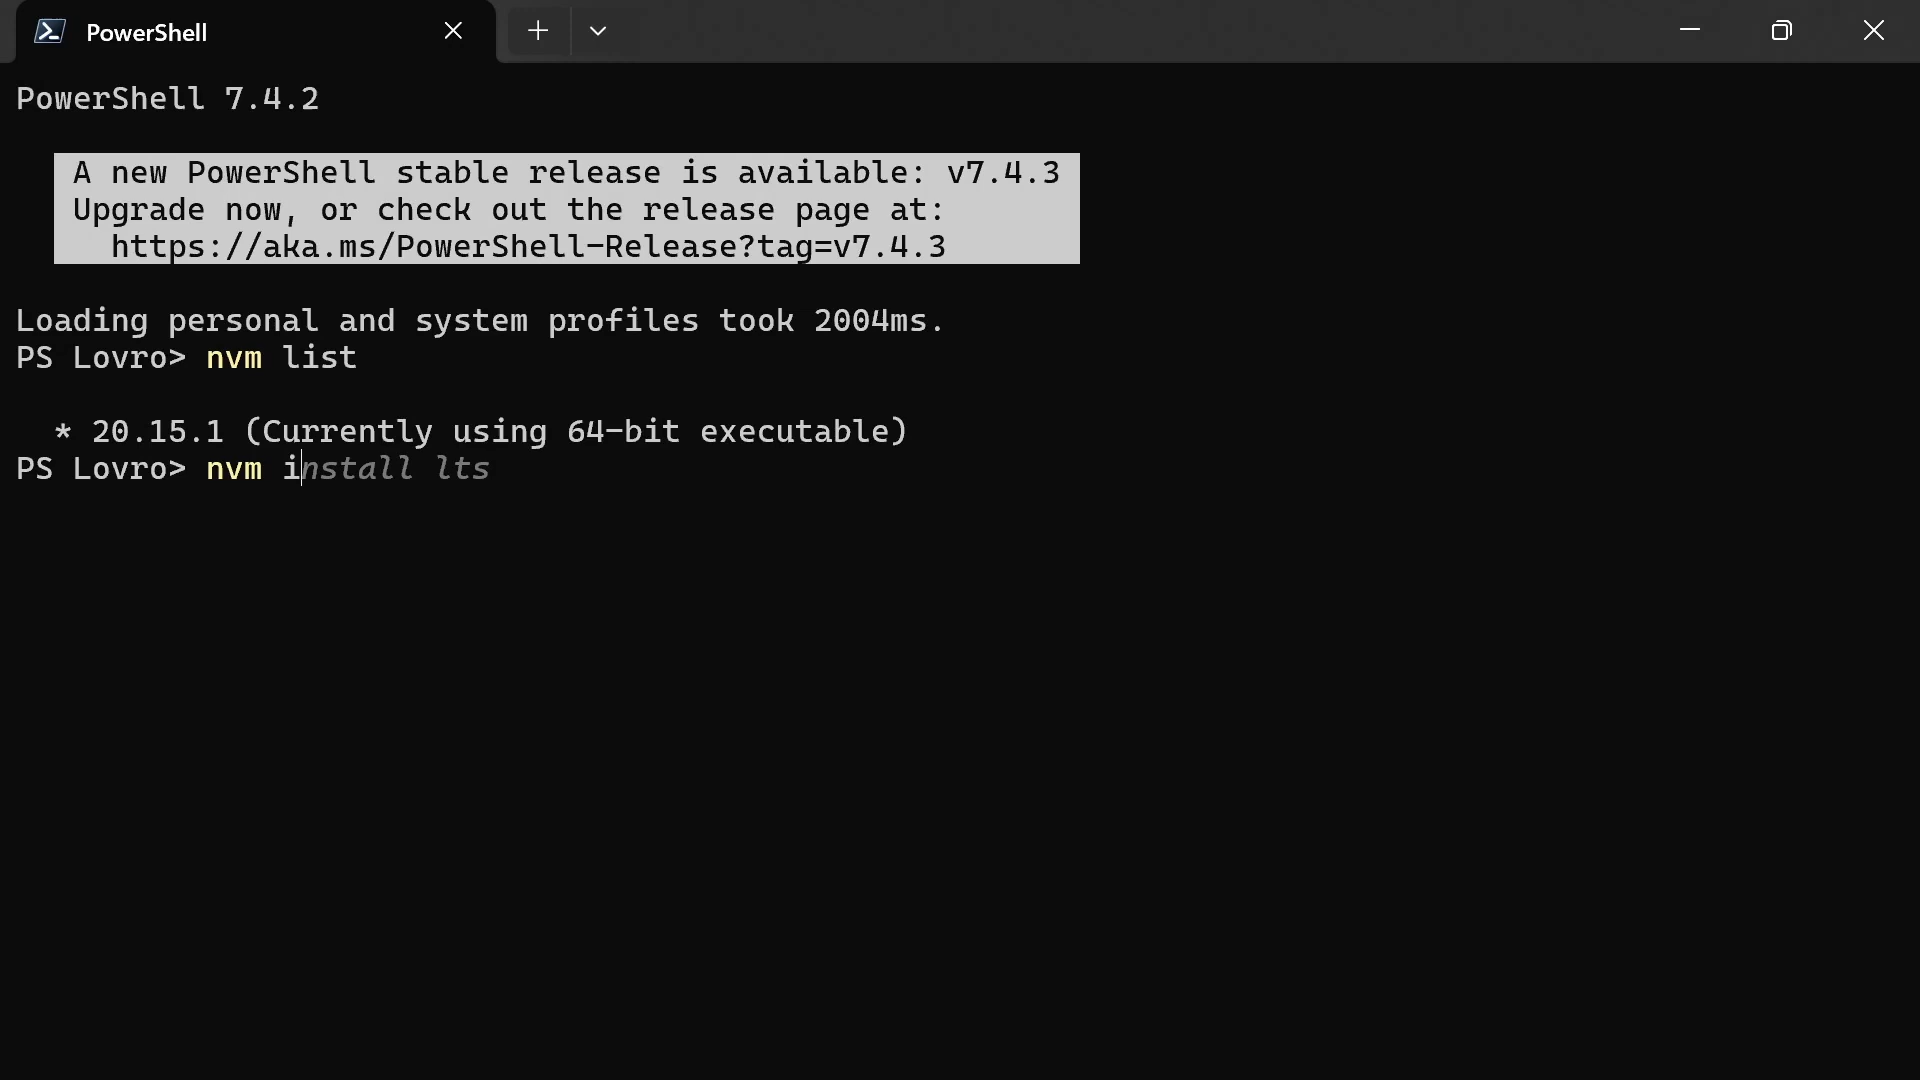 PowerShell
PowerShell 7.4.2
A new PowerShell stable release is available: v7.4.3
Upgrade now, or check out the release page at:
https://aka.ms/PowerShell-Release?tag=v7.4.3
Loading personal and system profiles took 2004ms.
PS Lovro> nvm list
* 20.15.1 (Currently using 64-bit executable)
PS Lovro> nvm install lts